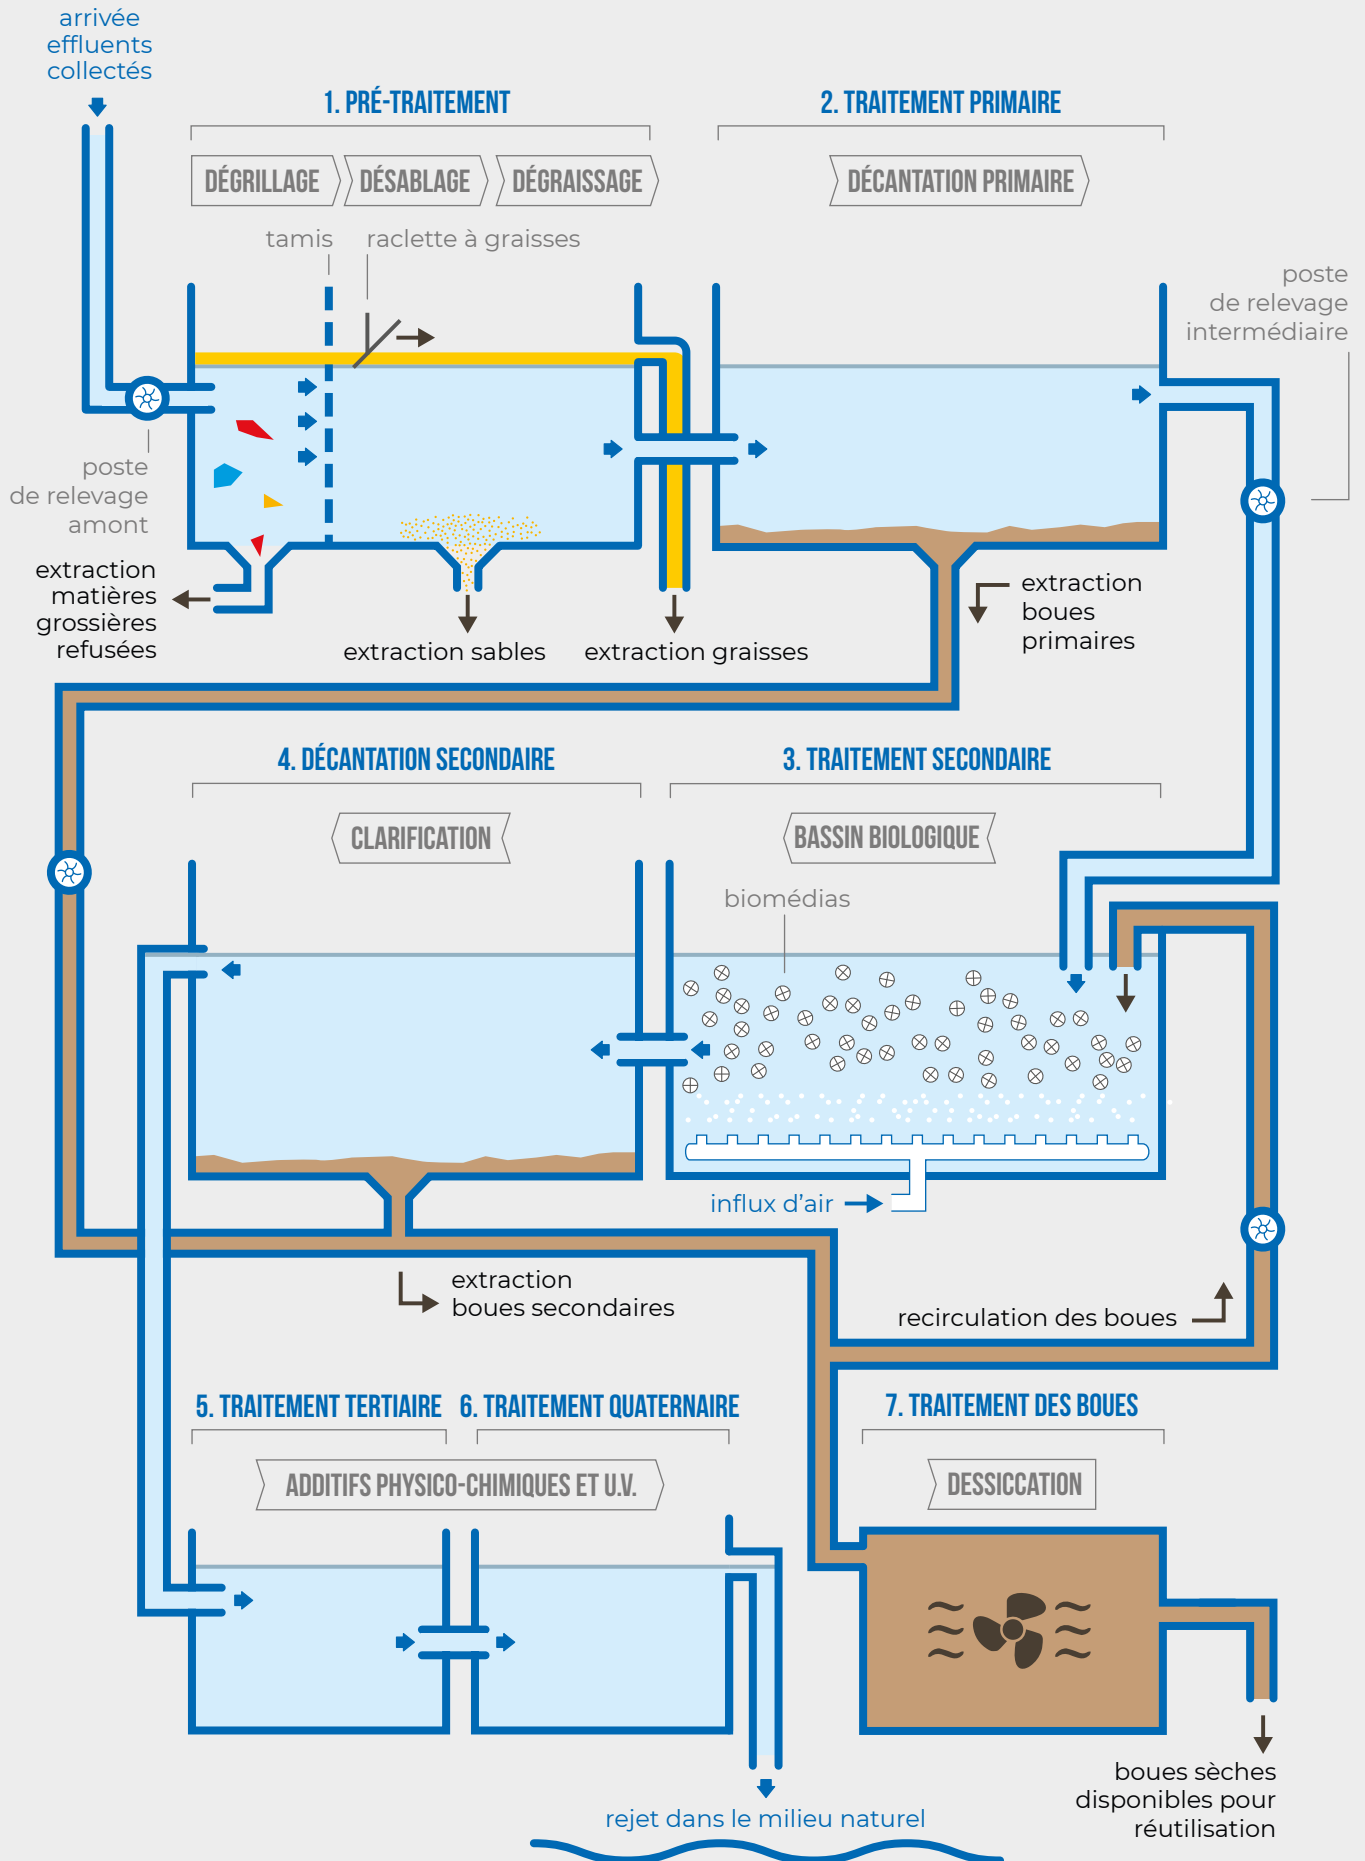 arrivée
effluents
collectés
1. PRÉ-TRAITEMENT
2. TRAITEMENT PRIMAIRE
DÉGRILLAGE
DÉSABLAGE
DÉGRAISSAGE
DÉCANTATION PRIMAIRE
tamis
raclette à graisses
poste
de relevage
intermédiaire
poste
de relevage
amont
extraction
matières
grossières
refusées
extraction sables
extraction graisses
extraction
boues
primaires
4. DÉCANTATION SECONDAIRE
3. TRAITEMENT SECONDAIRE
CLARIFICATION
BASSIN BIOLOGIQUE
biomédias
influx d’air
extraction
boues secondaires
recirculation des boues
5. TRAITEMENT TERTIAIRE
6. TRAITEMENT QUATERNAIRE
7. TRAITEMENT DES BOUES
ADDITIFS PHYSICO-CHIMIQUES ET U.V.
DESSICCATION
boues sèches
disponibles pour
réutilisation
rejet dans le milieu naturel